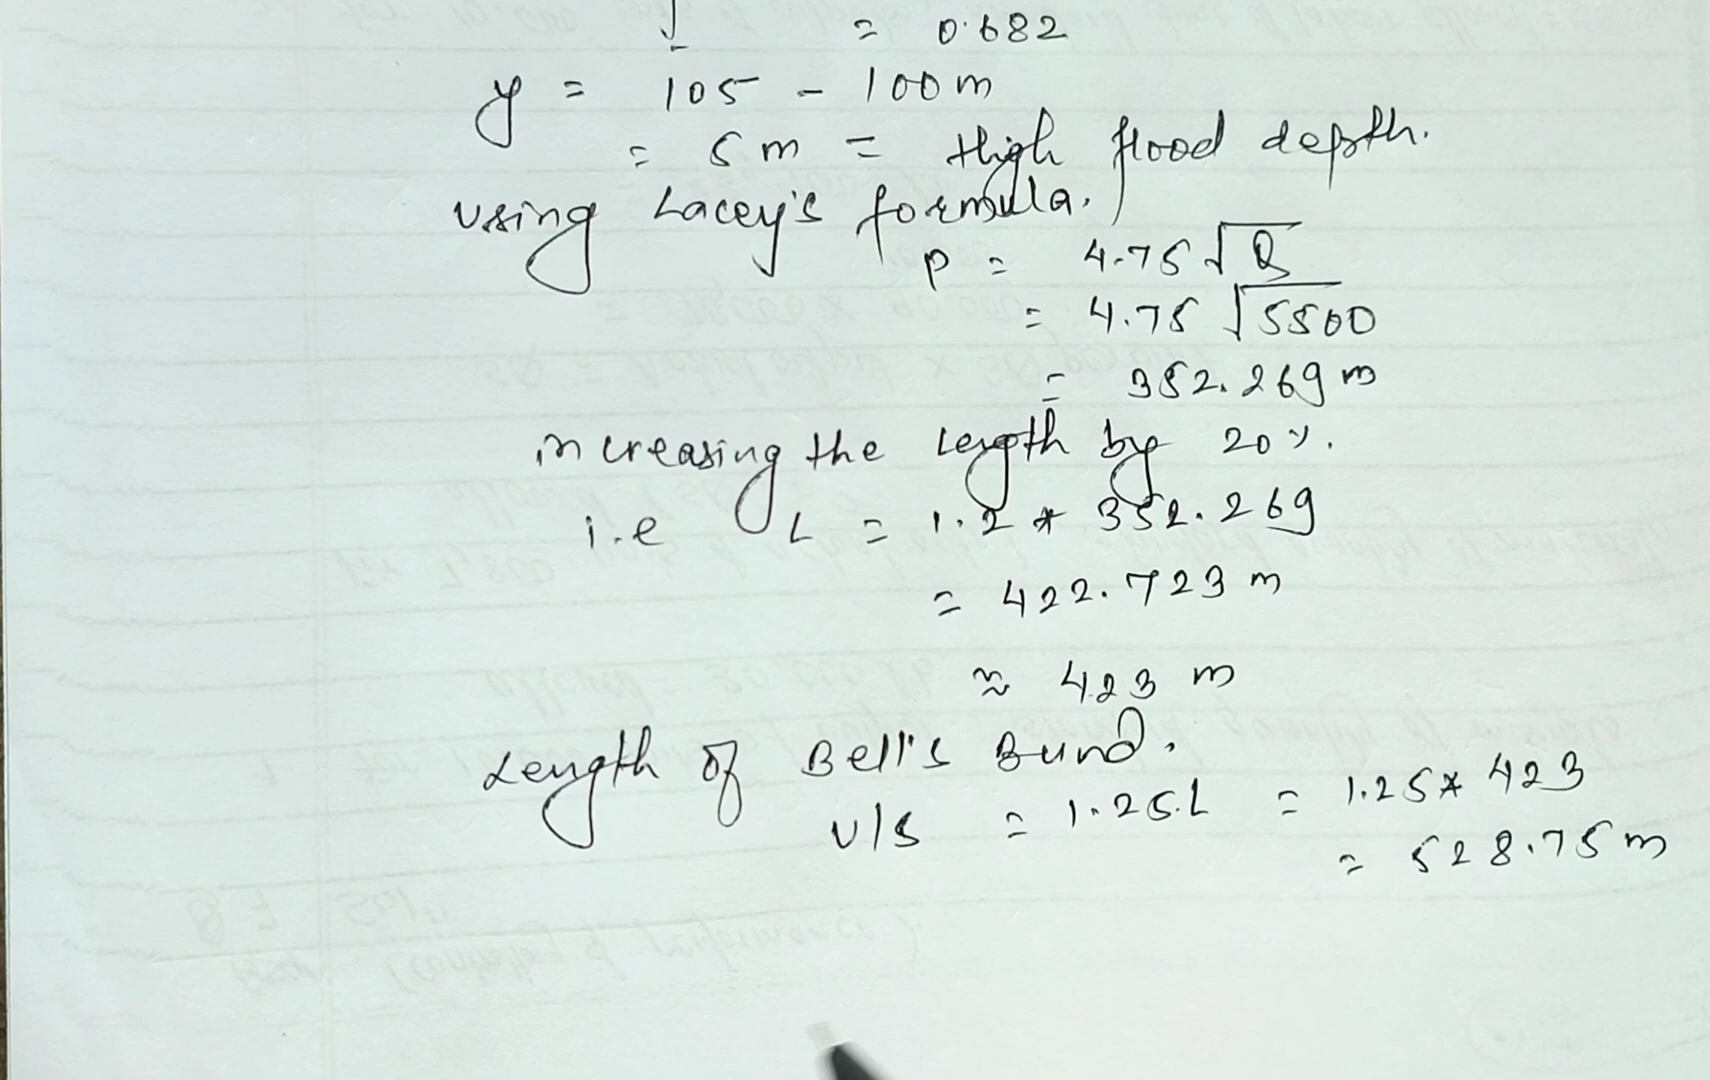 = 0.682
y = 105 - 100m
= 5m = High flood depth.
using Lacey's formula.
P = 4.75√Q
= 4.75 √5500
= 352.269 m
increasing the length by 20%.
i.e L = 1.2 * 352.269
= 422.723 m
≈ 423 m
Length of Bell's Bund.
U/S = 1.25.L = 1.25 * 423
= 528.75 m